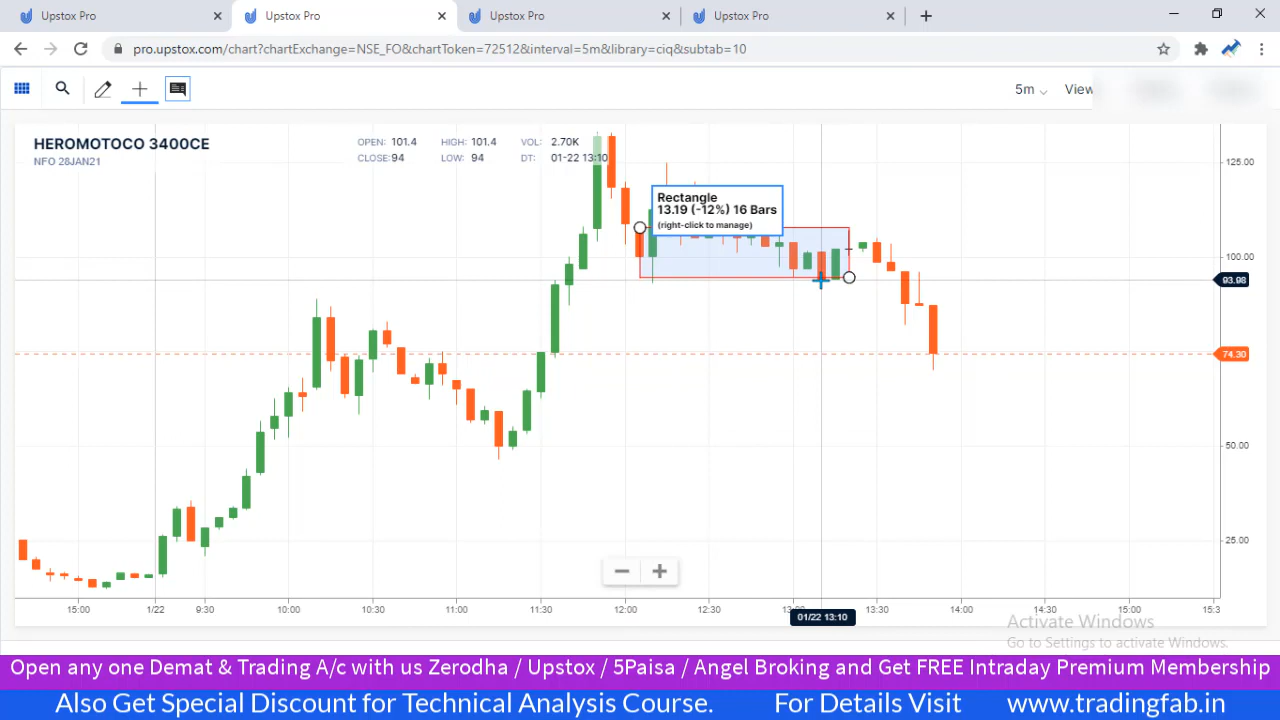 Upstox Pro
Upstox Pro
Upstox Pro
Upstox Pro
pro.upstox.com/chart?chartExchange=NSE_FO&chartToken=72512&interval=5m&library=ciq&subtab=10
5m View
HEROMOTOCO 3400CE
NFO 28JAN21
OPEN: 101.4 HIGH: 101.4 VOL: 2.70K
CLOSE: 94 LOW: 94 DT: 01-22 13:10
Rectangle
13.19 (-12%) 16 Bars
(right-click to manage)
125.00
100.00
93.98
74.30
50.00
25.00
15:00 1/22 9:30 10:00 10:30 11:00 11:30 12:00 12:30 13:30 14:00 14:30 15:00
01/22 13:10
Activate Windows
Go to Settings to activate Windows.
Open any one Demat & Trading A/c with us Zerodha / Upstox / 5Paisa / Angel Broking and Get FREE Intraday Premium Membership
Also Get Special Discount for Technical Analysis Course. For Details Visit www.tradingfab.in